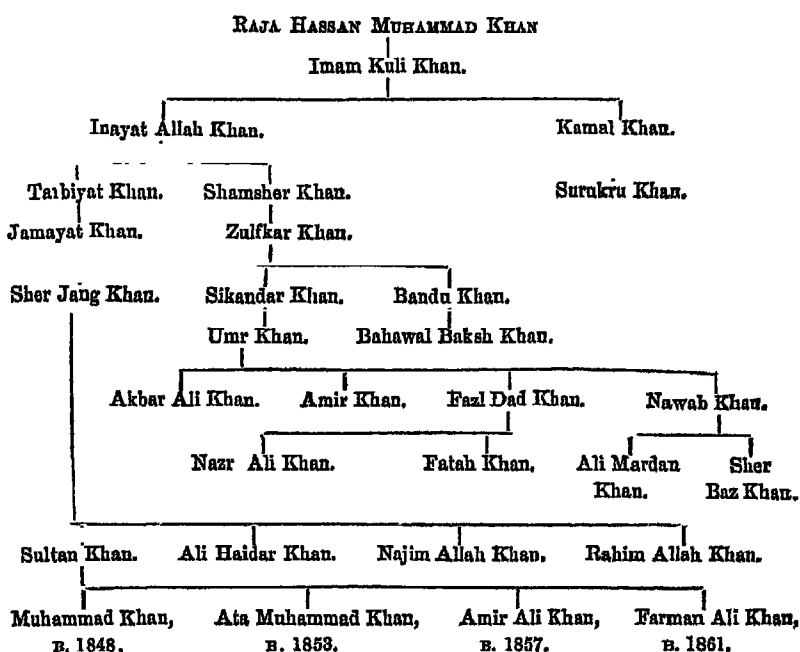 RAJA HASSAN MUHAMMAD KHAN
Imam Kuli Khan.
Inayat Allah Khan. Kamal Khan.
Tarbiyat Khan. Shamsher Khan. Surukru Khan.
Jamayat Khan. Zulfkar Khan.
Sher Jang Khan. Sikandar Khan. Bandu Khan.
Umr Khan. Bahawal Baksh Khan.
Akbar Ali Khan. Amir Khan. Fazl Dad Khan. Nawab Khan.
Nazr Ali Khan. Fatah Khan. Ali Mardan Sher
Khan. Baz Khan.
Sultan Khan. Ali Haidar Khan. Najim Allah Khan. Rahim Allah Khan.
Muhammad Khan, Ata Muhammad Khan, Amir Ali Khan, Farman Ali Khan,
B. 1848. B. 1853. B. 1857. B. 1861.